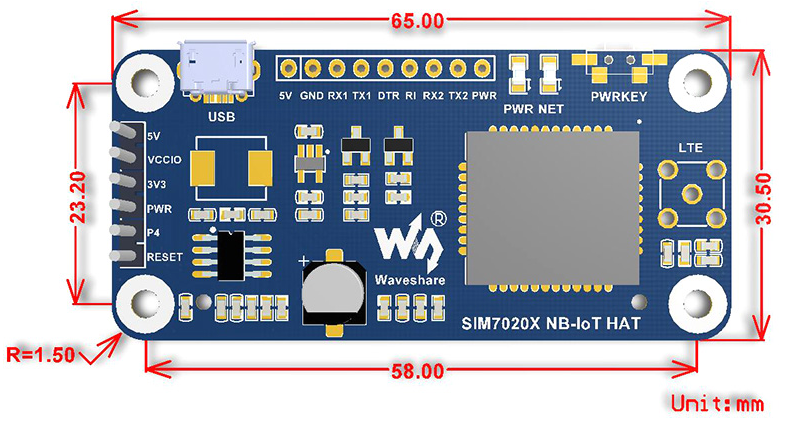 65.00
USB
5V GND RX1 TX1 DTR RI RX2 TX2 PWR
PWR NET
PWRKEY
LTE
5V
VCCIO
3V3
PWR
P4
RESET
23.20
30.50
+
®
Waveshare
SIM7020X NB-IoT HAT
R=1.50
58.00
Unit:mm